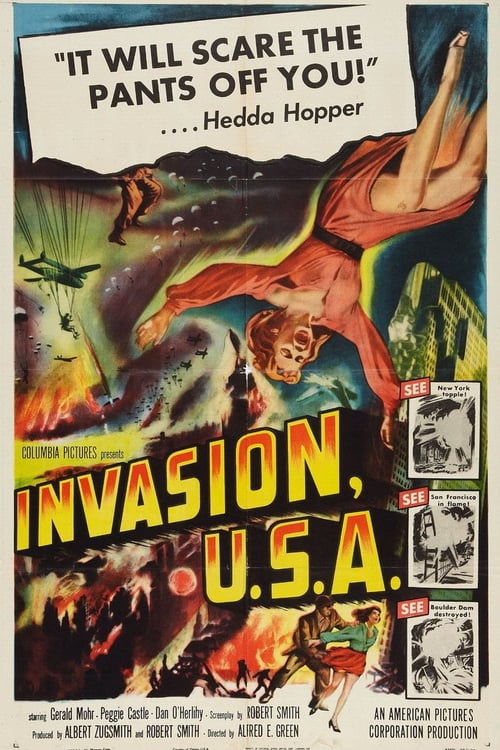 "IT WILL SCARE THE
PANTS OFF YOU!"
....Hedda Hopper
SEE
New York
topple!
COLUMBIA PICTURES presents
INVASION,
U.S.A.
SEE
San Francisco
in flame!
SEE
Boulder Dam
destroyed!
starring Gerald Mohr · Peggie Castle · Dan O'Herlihy · Screenplay by ROBERT SMITH
Produced by ALBERT ZUGSMITH and ROBERT SMITH · Directed by ALFRED E. GREEN
AN AMERICAN PICTURES
CORPORATION PRODUCTION